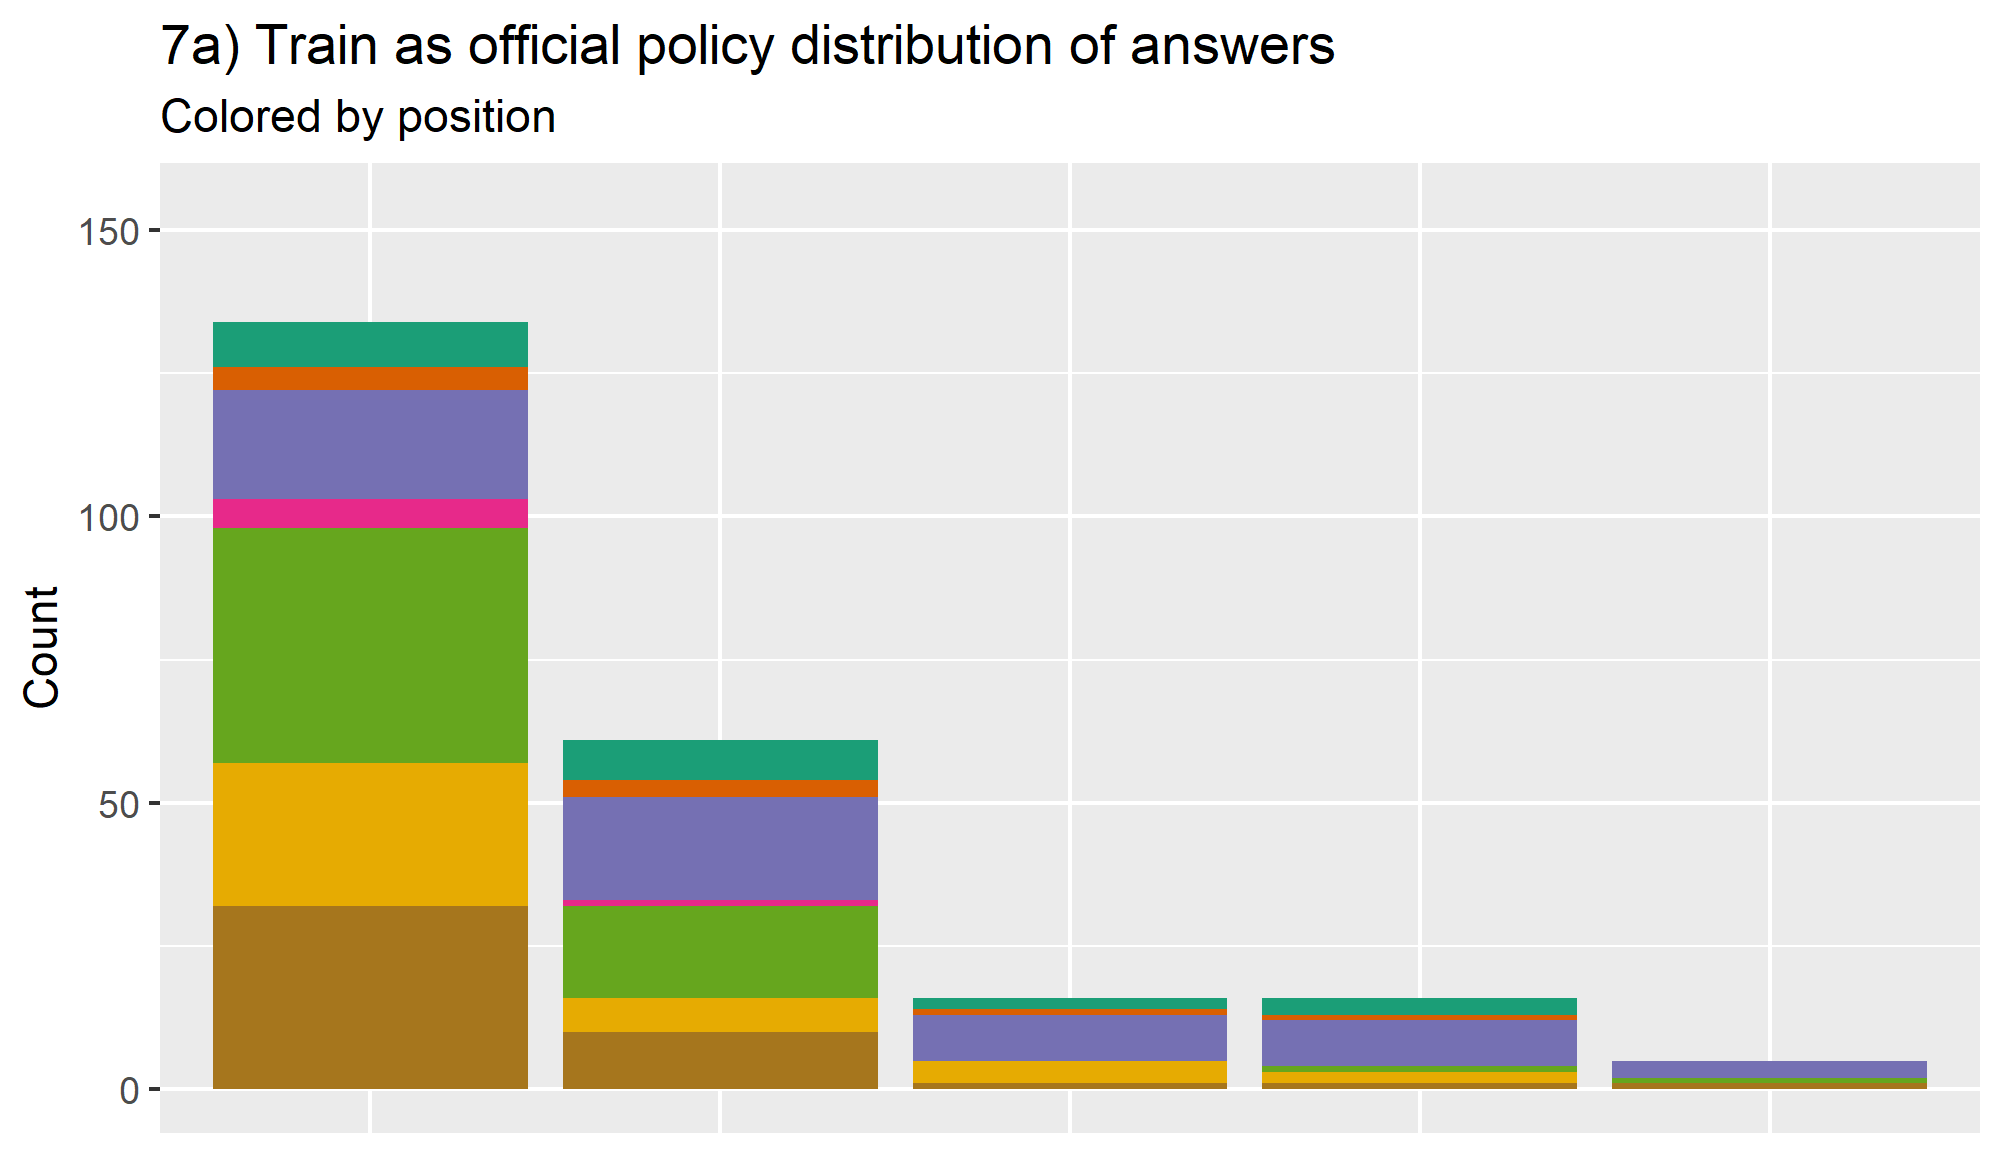 7a) Train as official policy distribution of answers
Colored by position
150
100
50
0
Count